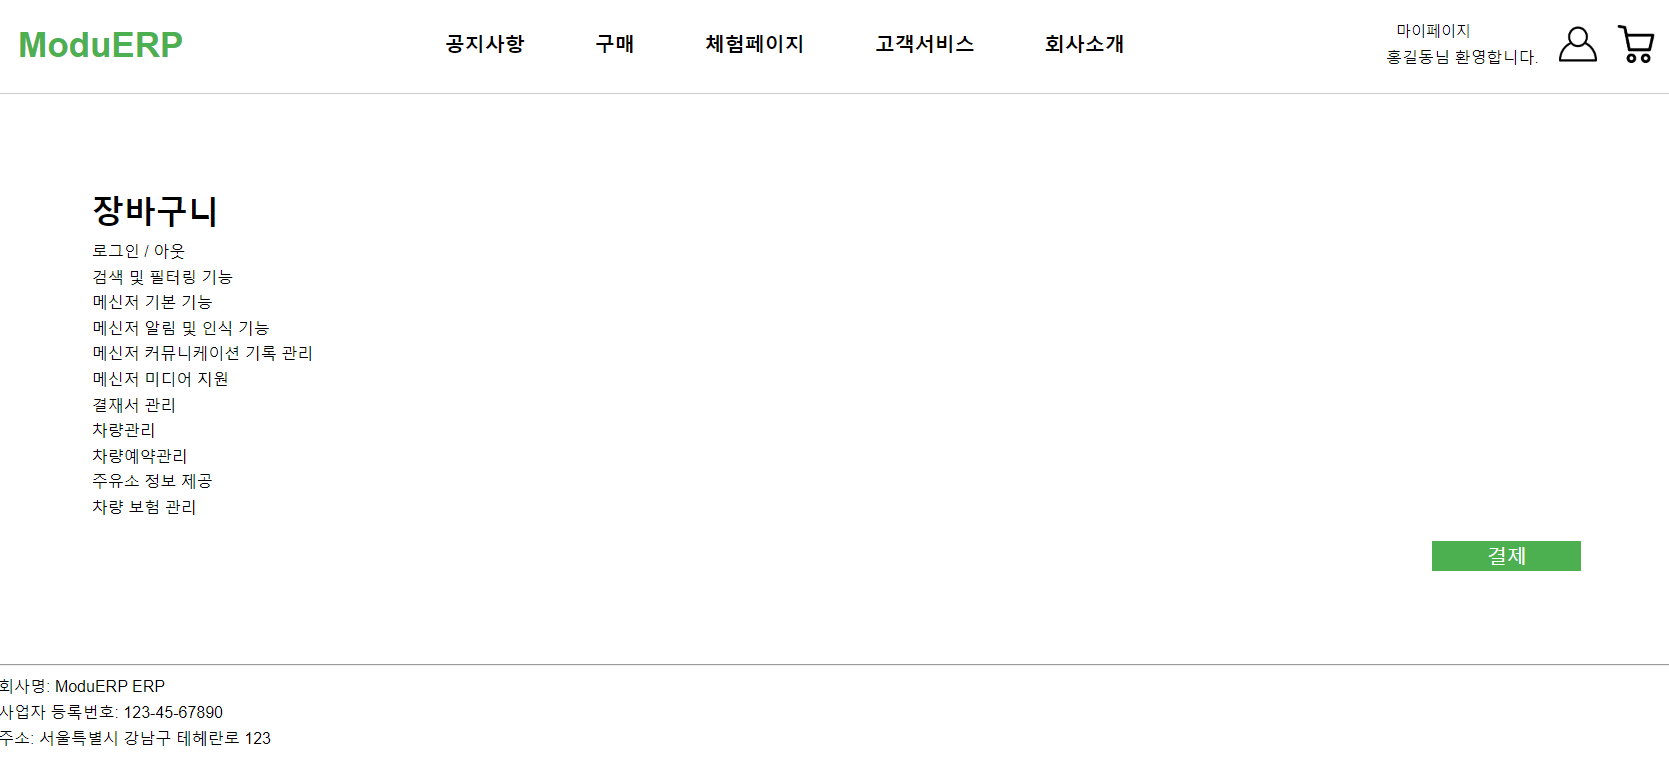 ModuERP
공지사항 구매 체험페이지 고객서비스 회사소개
마이페이지
홍길동님 환영합니다.
장바구니
로그인 / 아웃
검색 및 필터링 기능
메신저 기본 기능
메신저 알림 및 인식 기능
메신저 커뮤니케이션 기록 관리
메신저 미디어 지원
결재서 관리
차량관리
차량예약관리
주유소 정보 제공
차량 보험 관리
결제
회사명: ModuERP ERP
사업자 등록번호: 123-45-67890
주소: 서울특별시 강남구 테헤란로 123